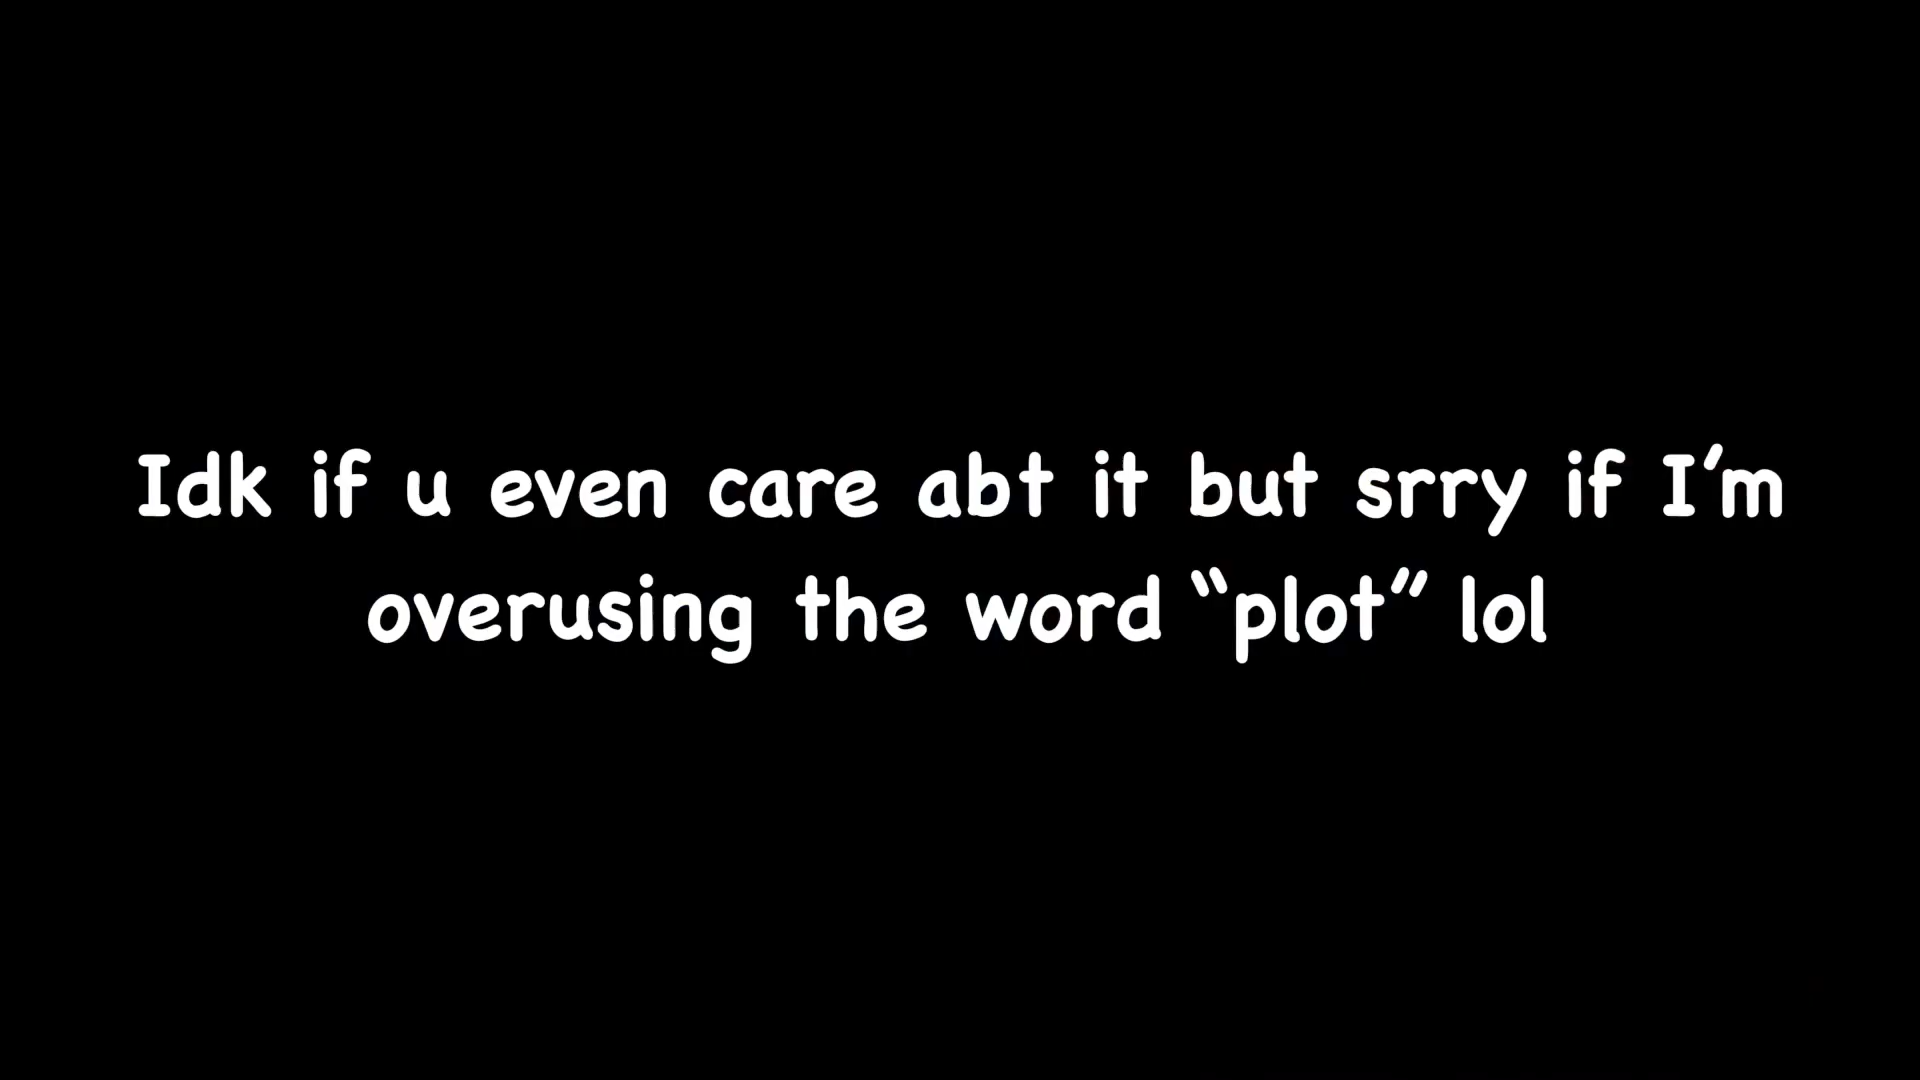 Idk if u even care abt it but srry if I’m
overusing the word “plot” lol